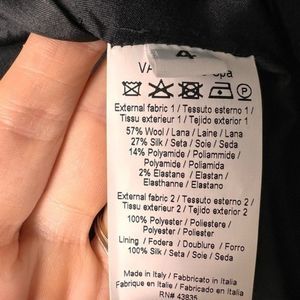 External fabric 1 / Tessuto esterno 1 /
Tissu exterieur 1 / Tejido exterior 1
57% Wool / Lana / Laine / Lana
27% Silk / Seta / Soie / Seda
14% Polyamide / Poliammide /
Polyamide / Poliamida
2% Elastane / Elastan /
Elasthanne / Elastano
External fabric 2 / Tessuto esterno 2 /
Tissu exterieur 2 / Tejido exterior 2
100% Polyester / Poliestere /
Polyester / Poliester
Lining / Fodera / Doublure / Forro
100% Silk / Seta / Soie / Seda
Made in Italy / Fabbricato in Italia
Fabrique en Italie / Fabricado en Italia
RN# 43835